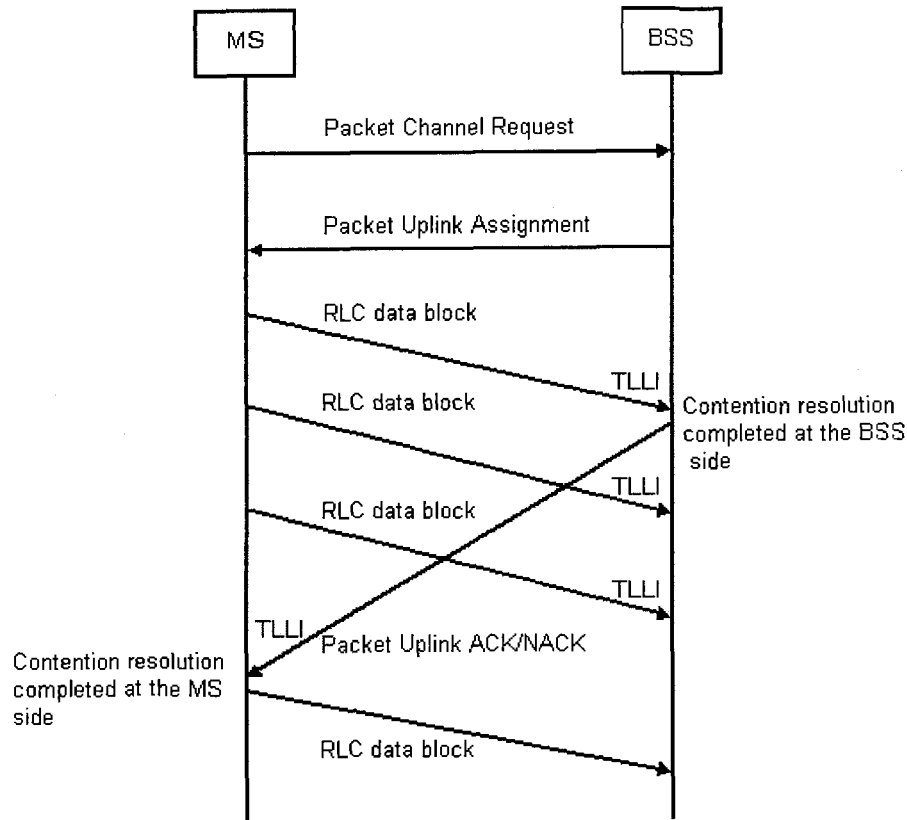 MS
BSS
Packet Channel Request
Packet Uplink Assignment
RLC data block
TLLI
RLC data block
Contention resolution
completed at the BSS
side
TLLI
RLC data block
TLLI
TLLI
Packet Uplink ACK/NACK
Contention resolution
completed at the MS
side
RLC data block